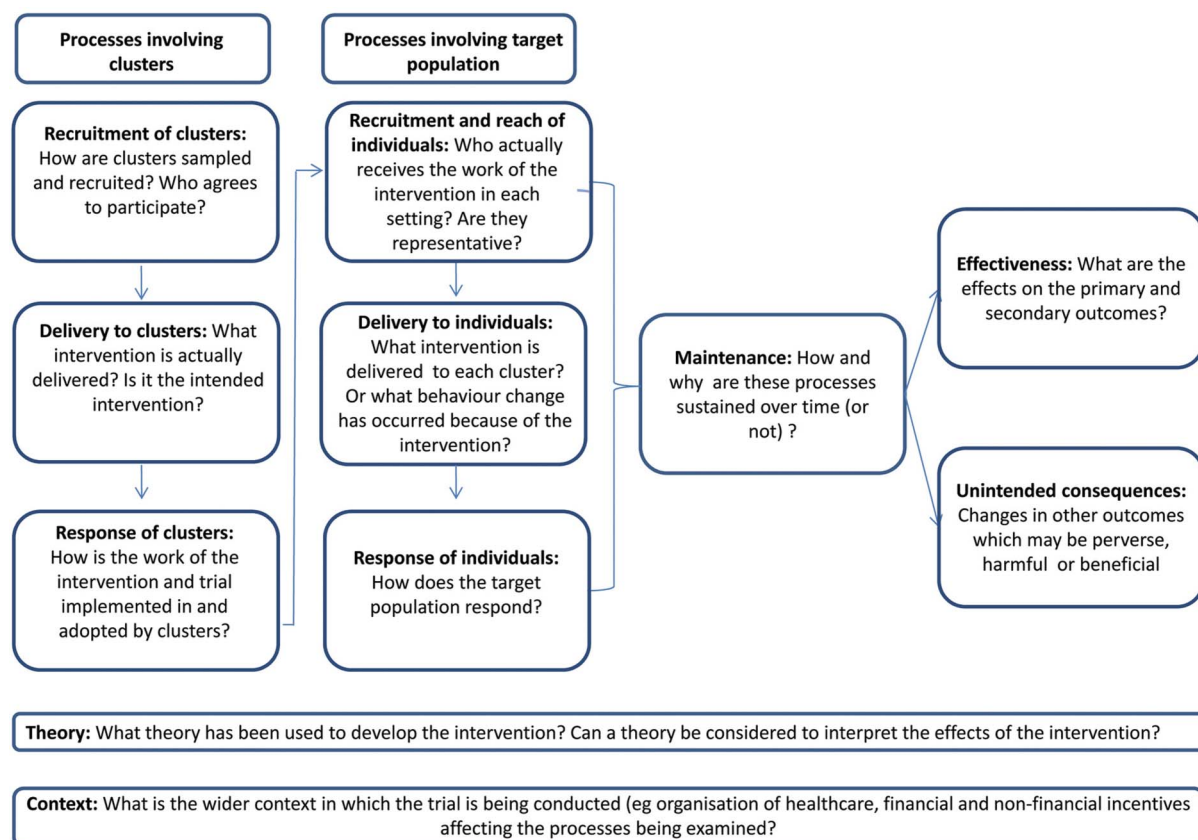 Processes involving
clusters
Processes involving target
population
Recruitment of clusters:
How are clusters sampled
and recruited? Who agrees
to participate?
Delivery to clusters: What
intervention is actually
delivered? Is it the intended
intervention?
Response of clusters:
How is the work of the
intervention and trial
implemented in and
adopted by clusters?
Recruitment and reach of
individuals: Who actually
receives the work of the
intervention in each
setting? Are they
representative?
Delivery to individuals:
What intervention is
delivered to each cluster?
Or what behaviour change
has occurred because of the
intervention?
Response of individuals:
How does the target
population respond?
Maintenance: How and
why are these processes
sustained over time (or
not) ?
Effectiveness: What are the
effects on the primary and
secondary outcomes?
Unintended consequences:
Changes in other outcomes
which may be perverse,
harmful or beneficial
Theory: What theory has been used to develop the intervention? Can a theory be considered to interpret the effects of the intervention?
Context: What is the wider context in which the trial is being conducted (eg organisation of healthcare, financial and non-financial incentives
affecting the processes being examined?